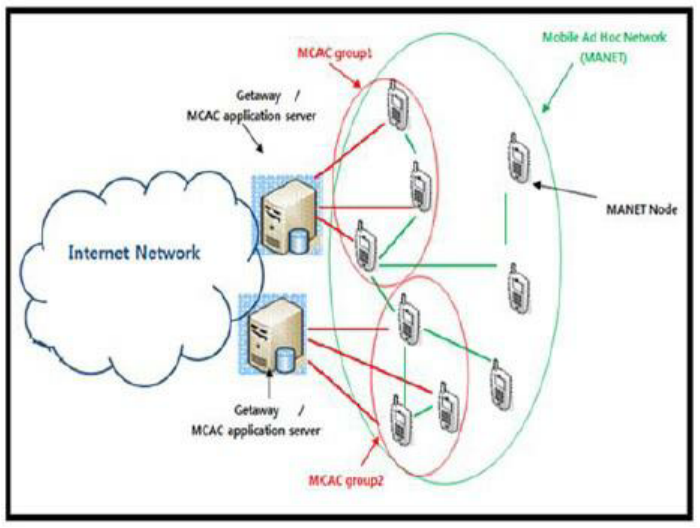 Mobile Ad Hoc Network
(MANET)
MCAC group1
Getaway /
MCAC application server
MANET Node
Internet Network
Getaway /
MCAC application server
MCAC group2